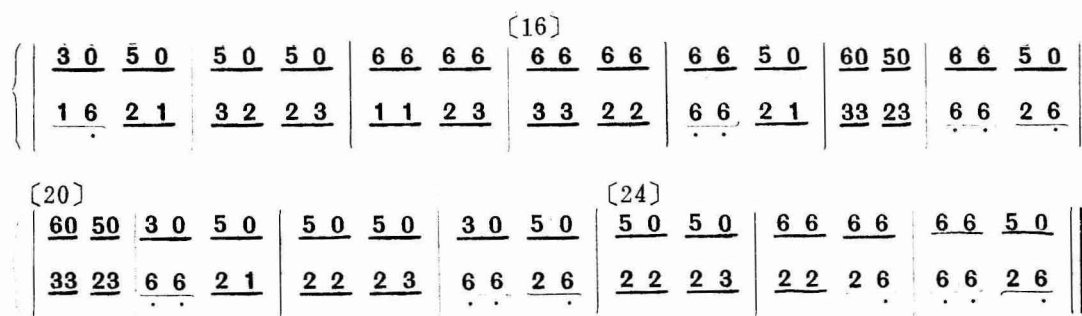 〔16〕
3 0 5 0 | 5 0 5 0 | 6 6 6 6 | 6 6 6 6 | 6 6 5 0 | 60 50 | 6 6 5 0
1 6̣ 2 1 | 3 2 2 3 | 1 1 2 3 | 3 3 2 2 | 6̣ 6̣ 2 1 | 33 23 | 6̣ 6̣ 2 6̣
〔20〕 〔24〕
60 50 | 3 0 5 0 | 5 0 5 0 | 3 0 5 0 | 5 0 5 0 | 6 6 6 6 | 6 6 5 0
33 23 | 6̣ 6̣ 2 1 | 2 2 2 3 | 6̣ 6̣ 2 6̣ | 2 2 2 3 | 2 2 2 6̣ | 6̣ 6̣ 2 6̣